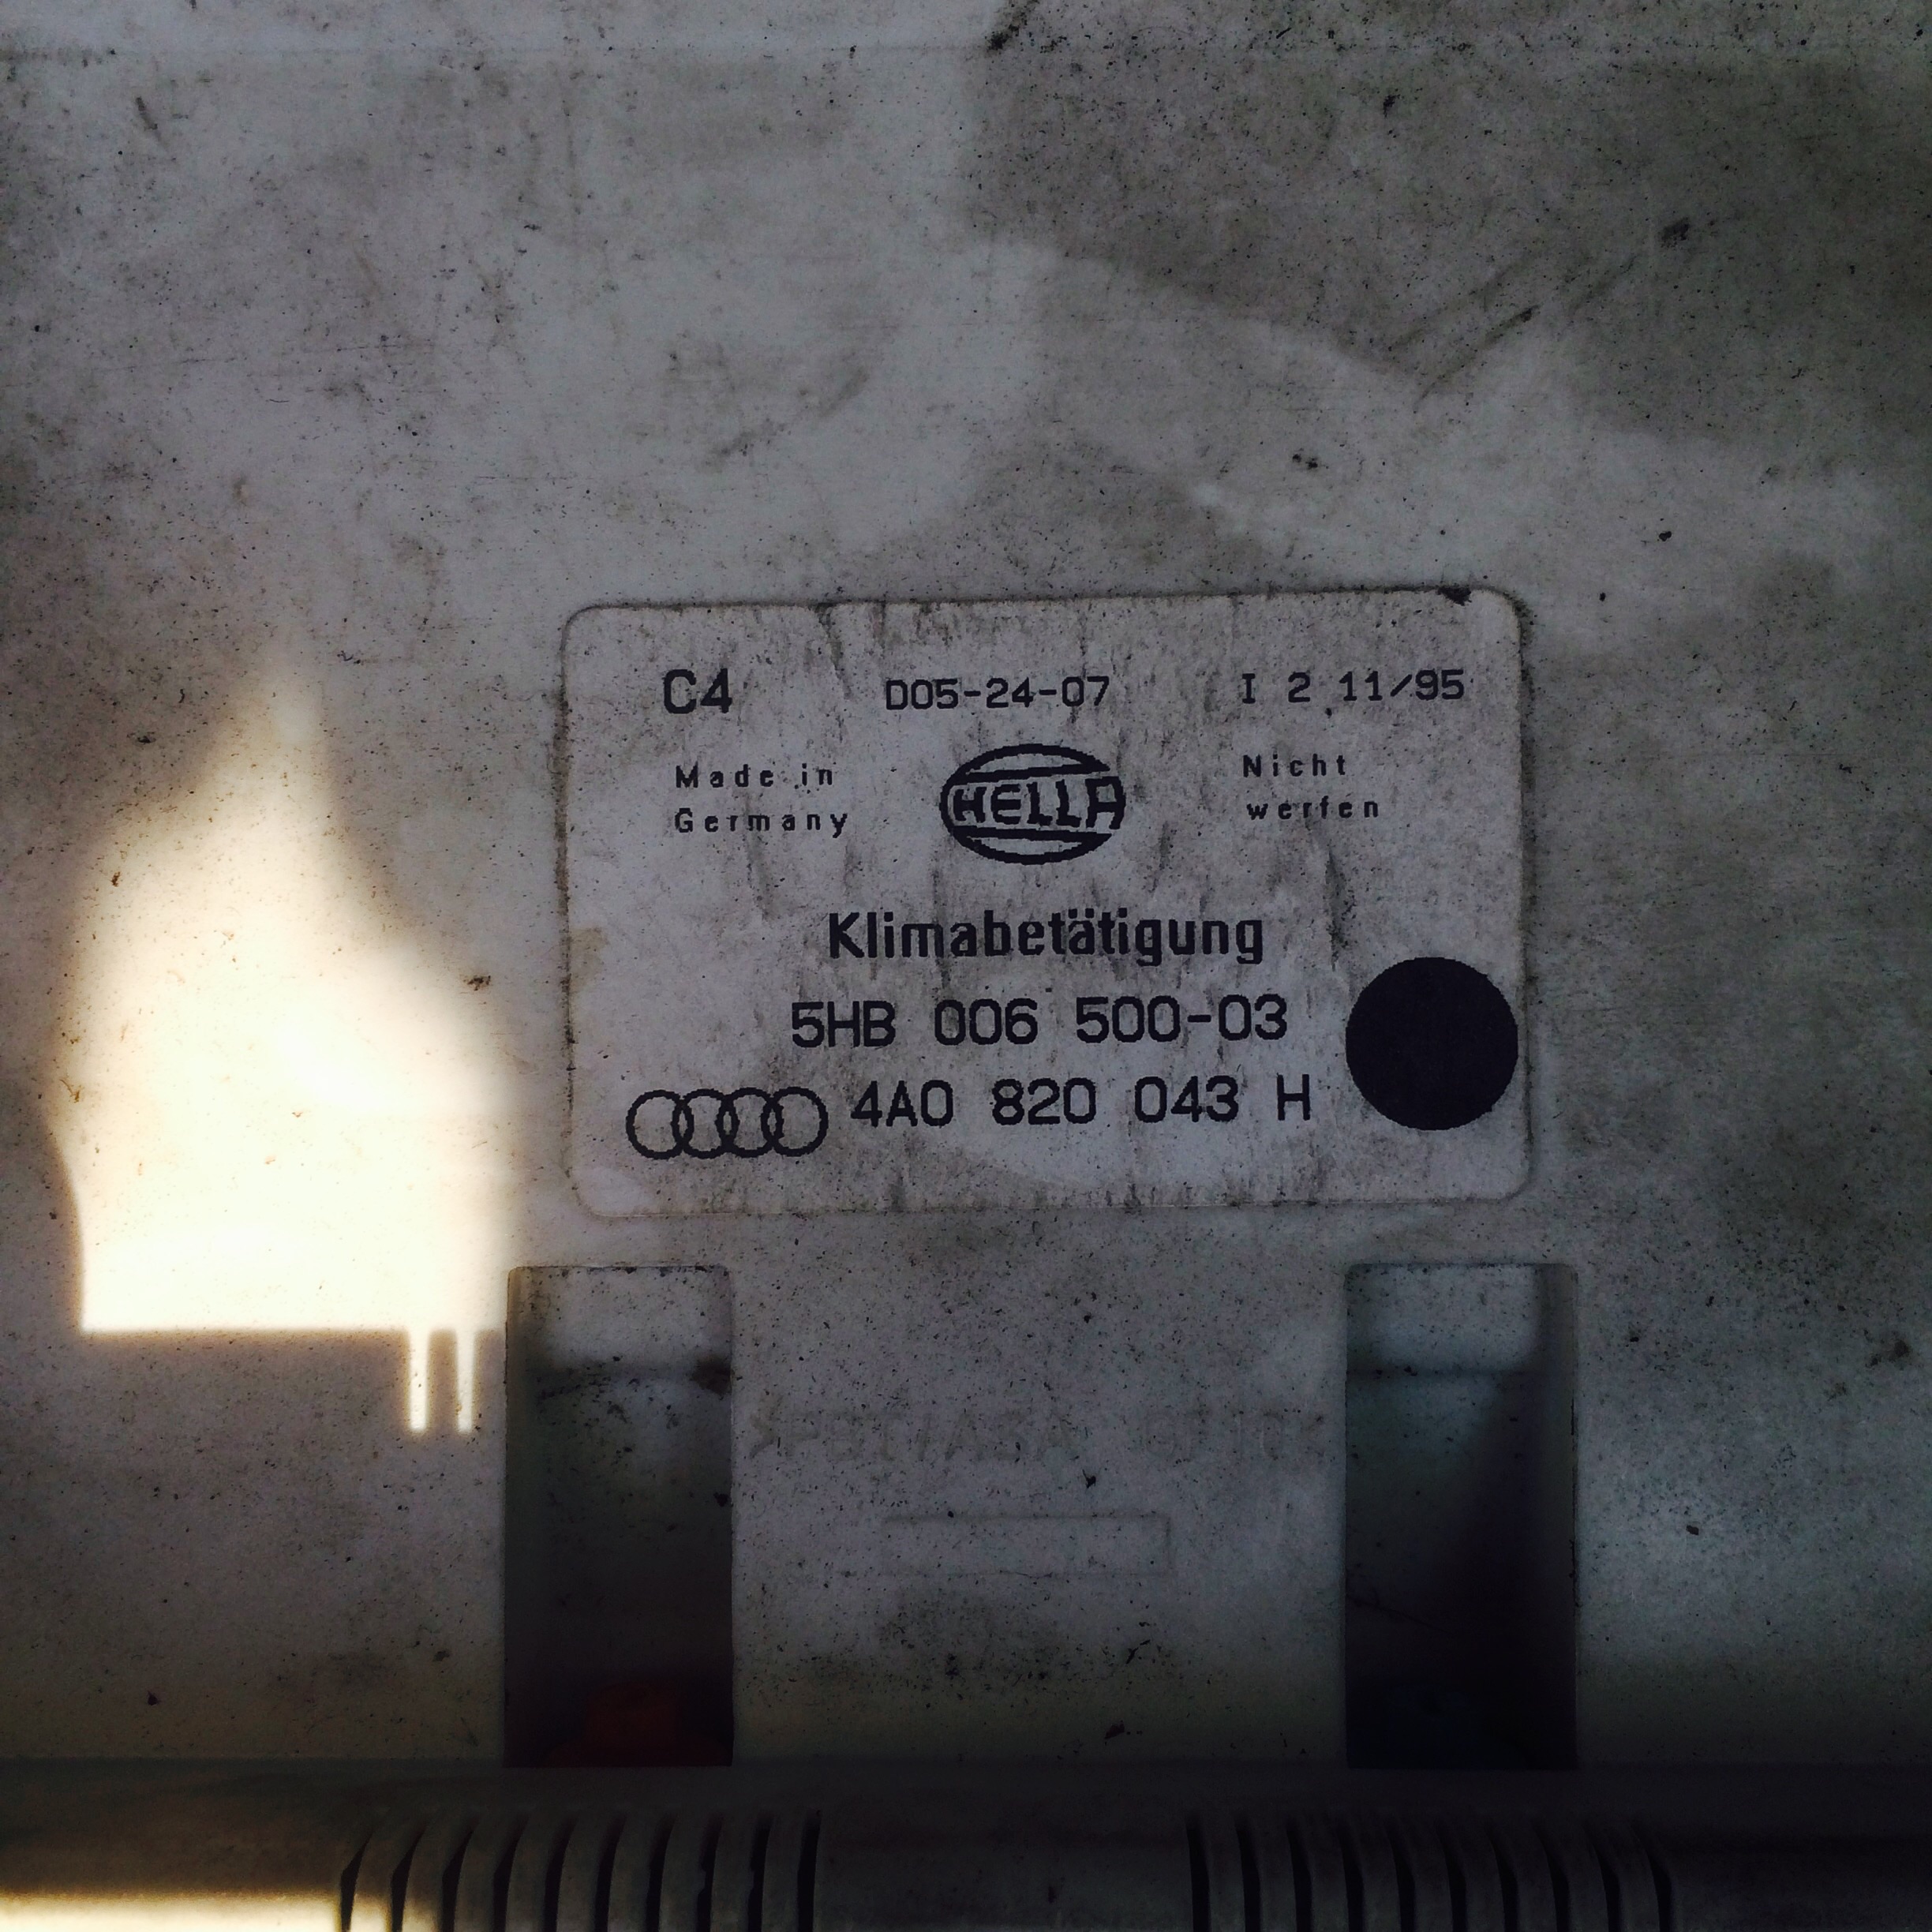 C4 D05-24-07 I 2 11/95
Made in
Germany
HELLA
Nicht
werfen
Klimabetätigung
5HB 006 500-03
4A0 820 043 H